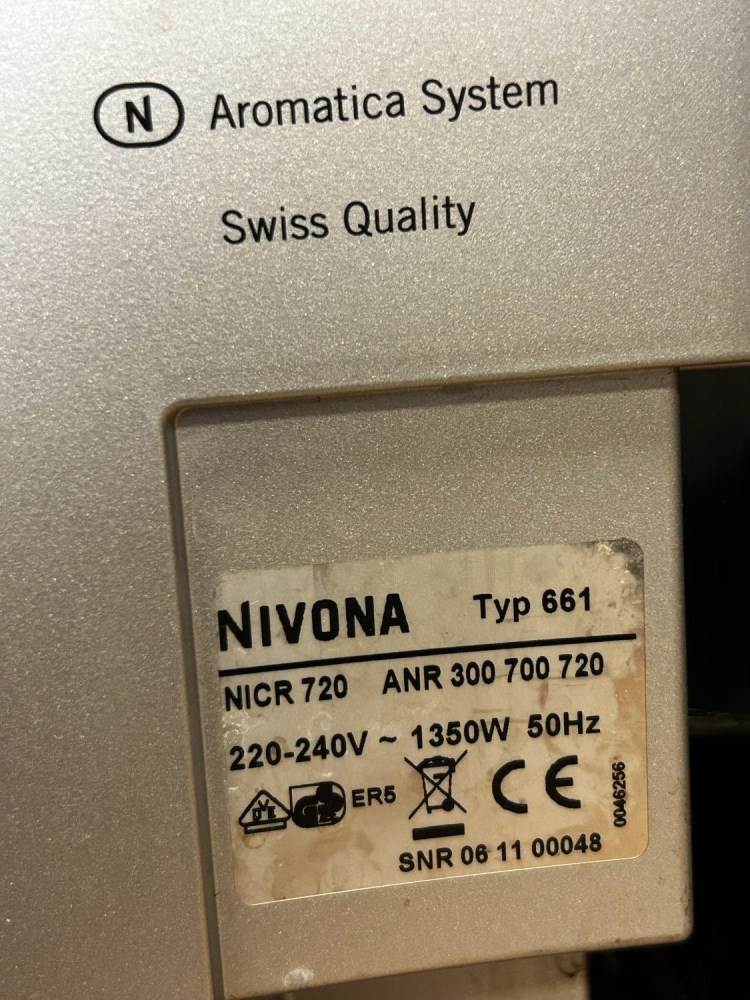 N Aromatica System
Swiss Quality
NIVONA Typ 661
NICR 720 ANR 300 700 720
220-240V ~ 1350W 50Hz
DVE ER5 CE
0046256
SNR 06 11 00048